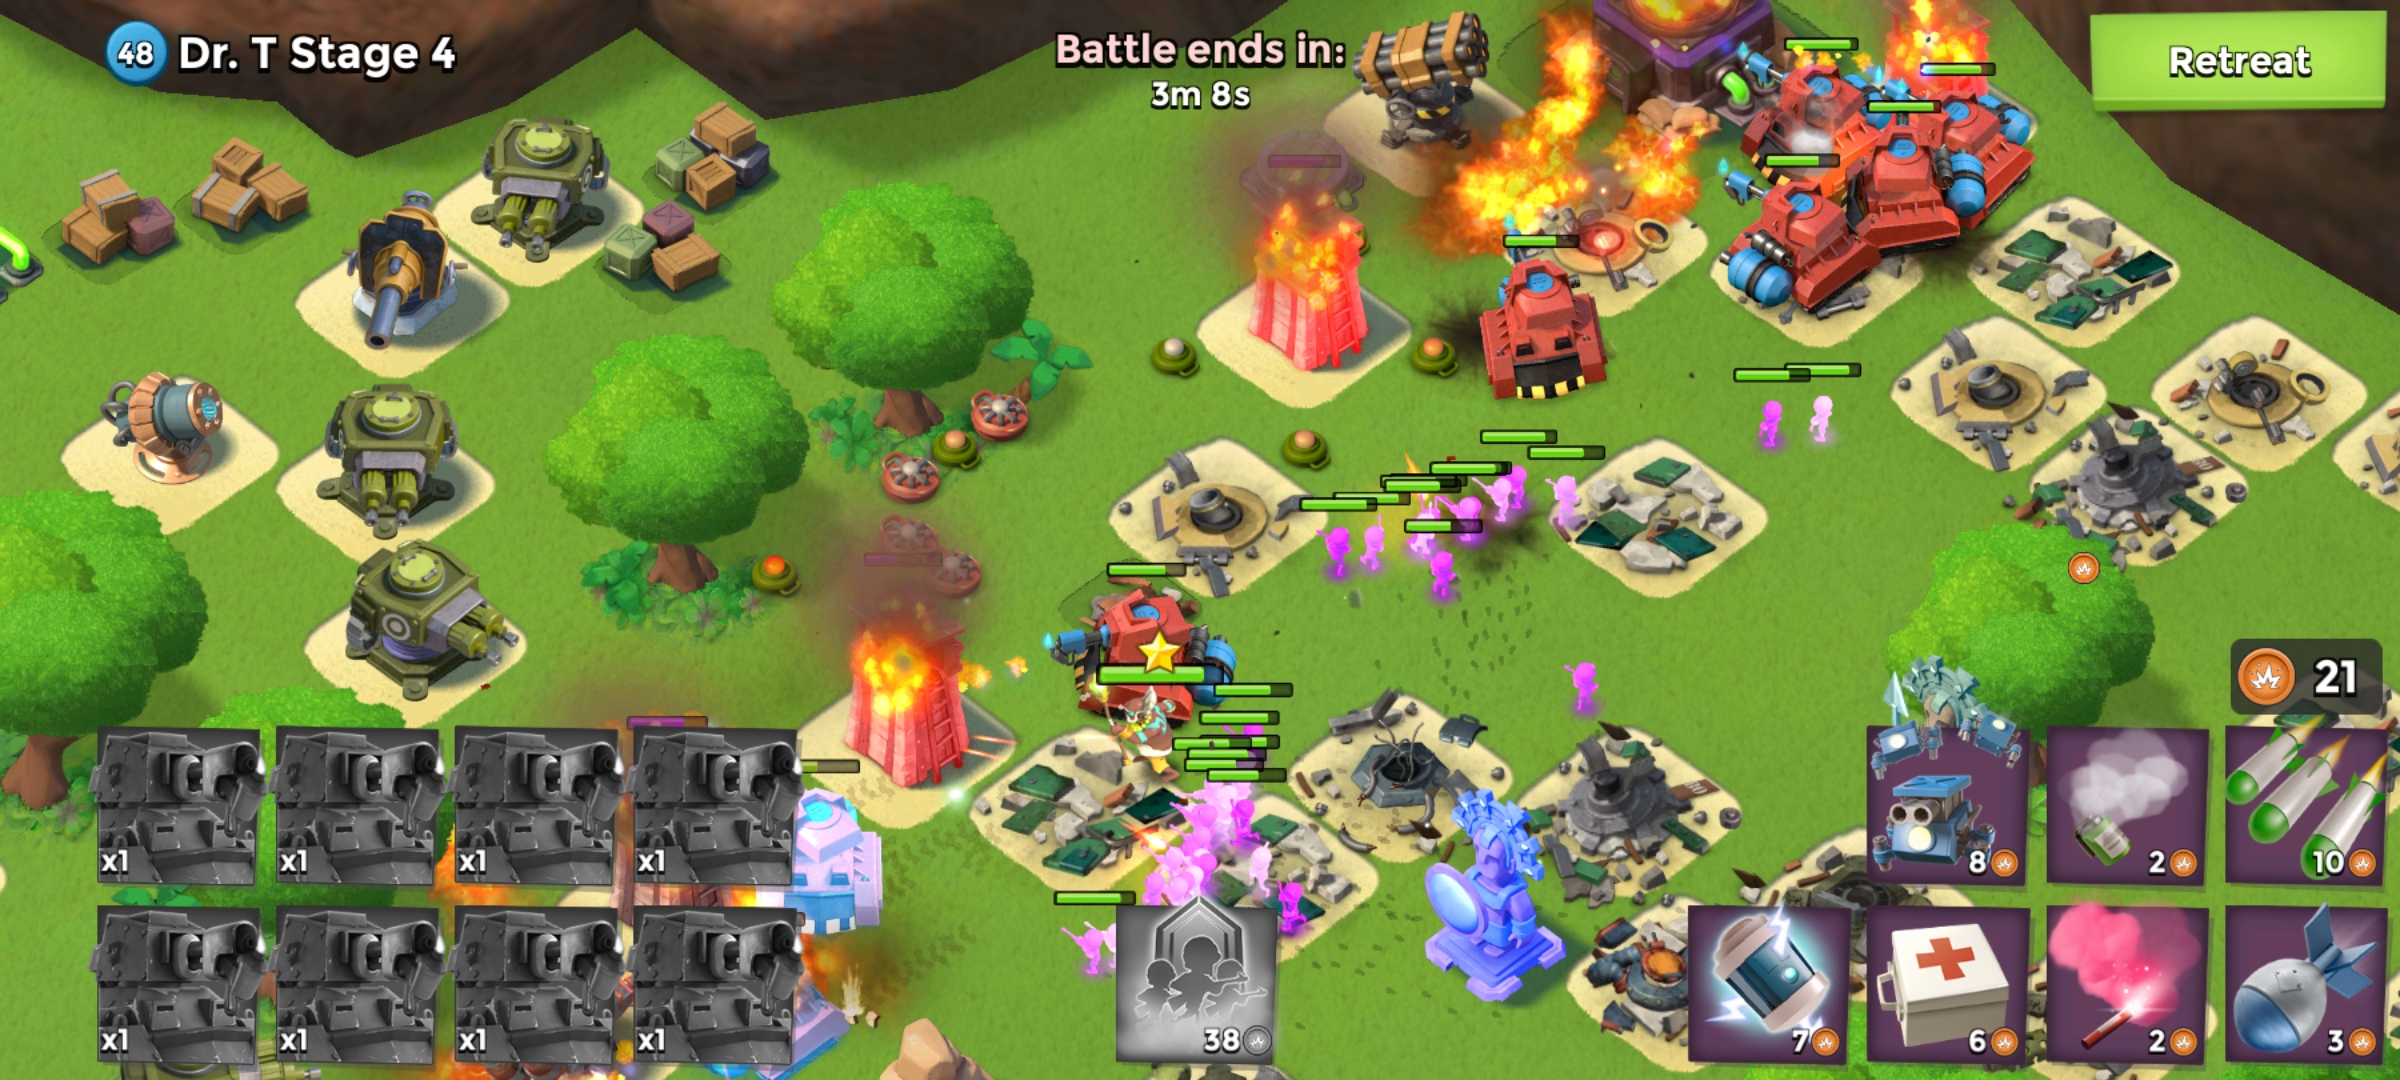 48 Dr. T Stage 4
Battle ends in:
3m 8s
Retreat
21
x1 x1 x1 x1
8 2 10
x1 x1 x1 x1
38
7 6 2 3